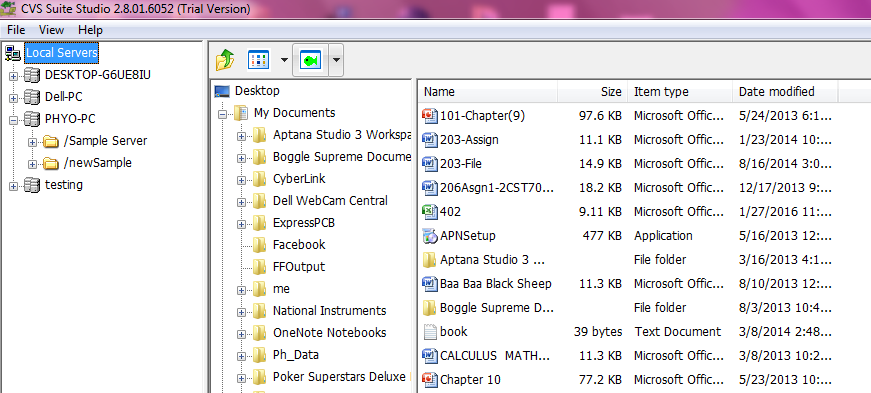 CVS Suite Studio 2.8.01.6052 (Trial Version)
File View Help
Local Servers
DESKTOP-G6UE8IU
Dell-PC
PHYO-PC
/Sample Server
/newSample
testing
Desktop
My Documents
Aptana Studio 3 Workspa
Boggle Supreme Docume
CyberLink
Dell WebCam Central
ExpressPCB
Facebook
FFOutput
me
National Instruments
OneNote Notebooks
Ph_Data
Poker Superstars Deluxe
Name Size Item type Date modified
101-Chapter(9) 97.6 KB Microsoft Offic... 5/24/2013 6:1...
203-Assign 11.1 KB Microsoft Offic... 1/23/2014 10:...
203-File 14.9 KB Microsoft Offic... 8/16/2014 3:0...
206Asgn1-2CST70... 18.2 KB Microsoft Offic... 12/17/2013 9:...
402 9.11 KB Microsoft Offic... 1/27/2016 11:...
APNSetup 477 KB Application 5/16/2013 12:...
Aptana Studio 3 ... File folder 3/16/2013 4:1...
Baa Baa Black Sheep 11.3 KB Microsoft Offic... 8/10/2013 12:...
Boggle Supreme D... File folder 8/3/2013 10:4...
book 39 bytes Text Document 3/8/2014 2:48...
CALCULUS MATH... 11.3 KB Microsoft Offic... 3/8/2013 10:2...
Chapter 10 77.2 KB Microsoft Offic... 5/23/2013 10:...